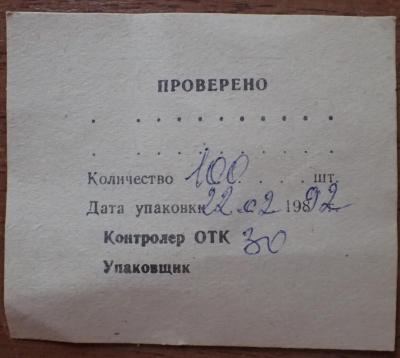 ПРОВЕРЕНО
Количество 100 шт.
Дата упаковки 22.02 1992
Контролер ОТК 30
Упаковщик